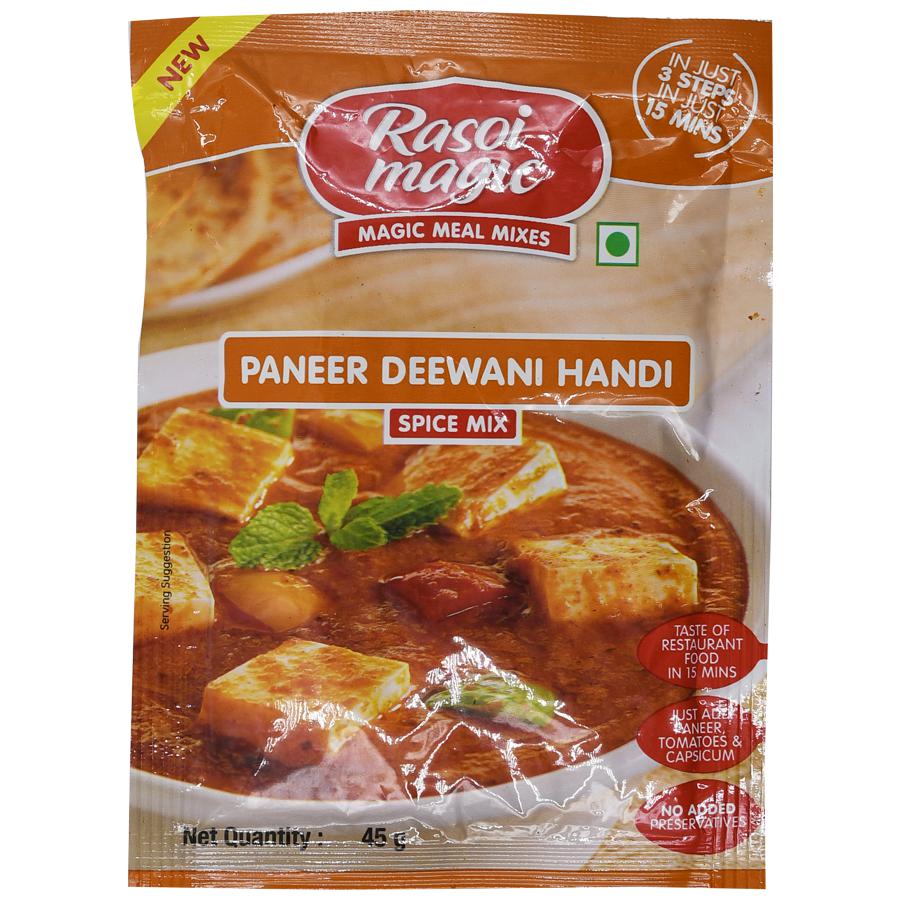 NEW
IN JUST
3 STEPS
IN JUST
15 MINS
Rasoi
magic
MAGIC MEAL MIXES
PANEER DEEWANI HANDI
SPICE MIX
Serving Suggestion
TASTE OF
RESTAURANT
FOOD
IN 15 MINS
JUST ADD
PANEER,
TOMATOES &
CAPSICUM
NO ADDED
PRESERVATIVES
Net Quantity : 45 g